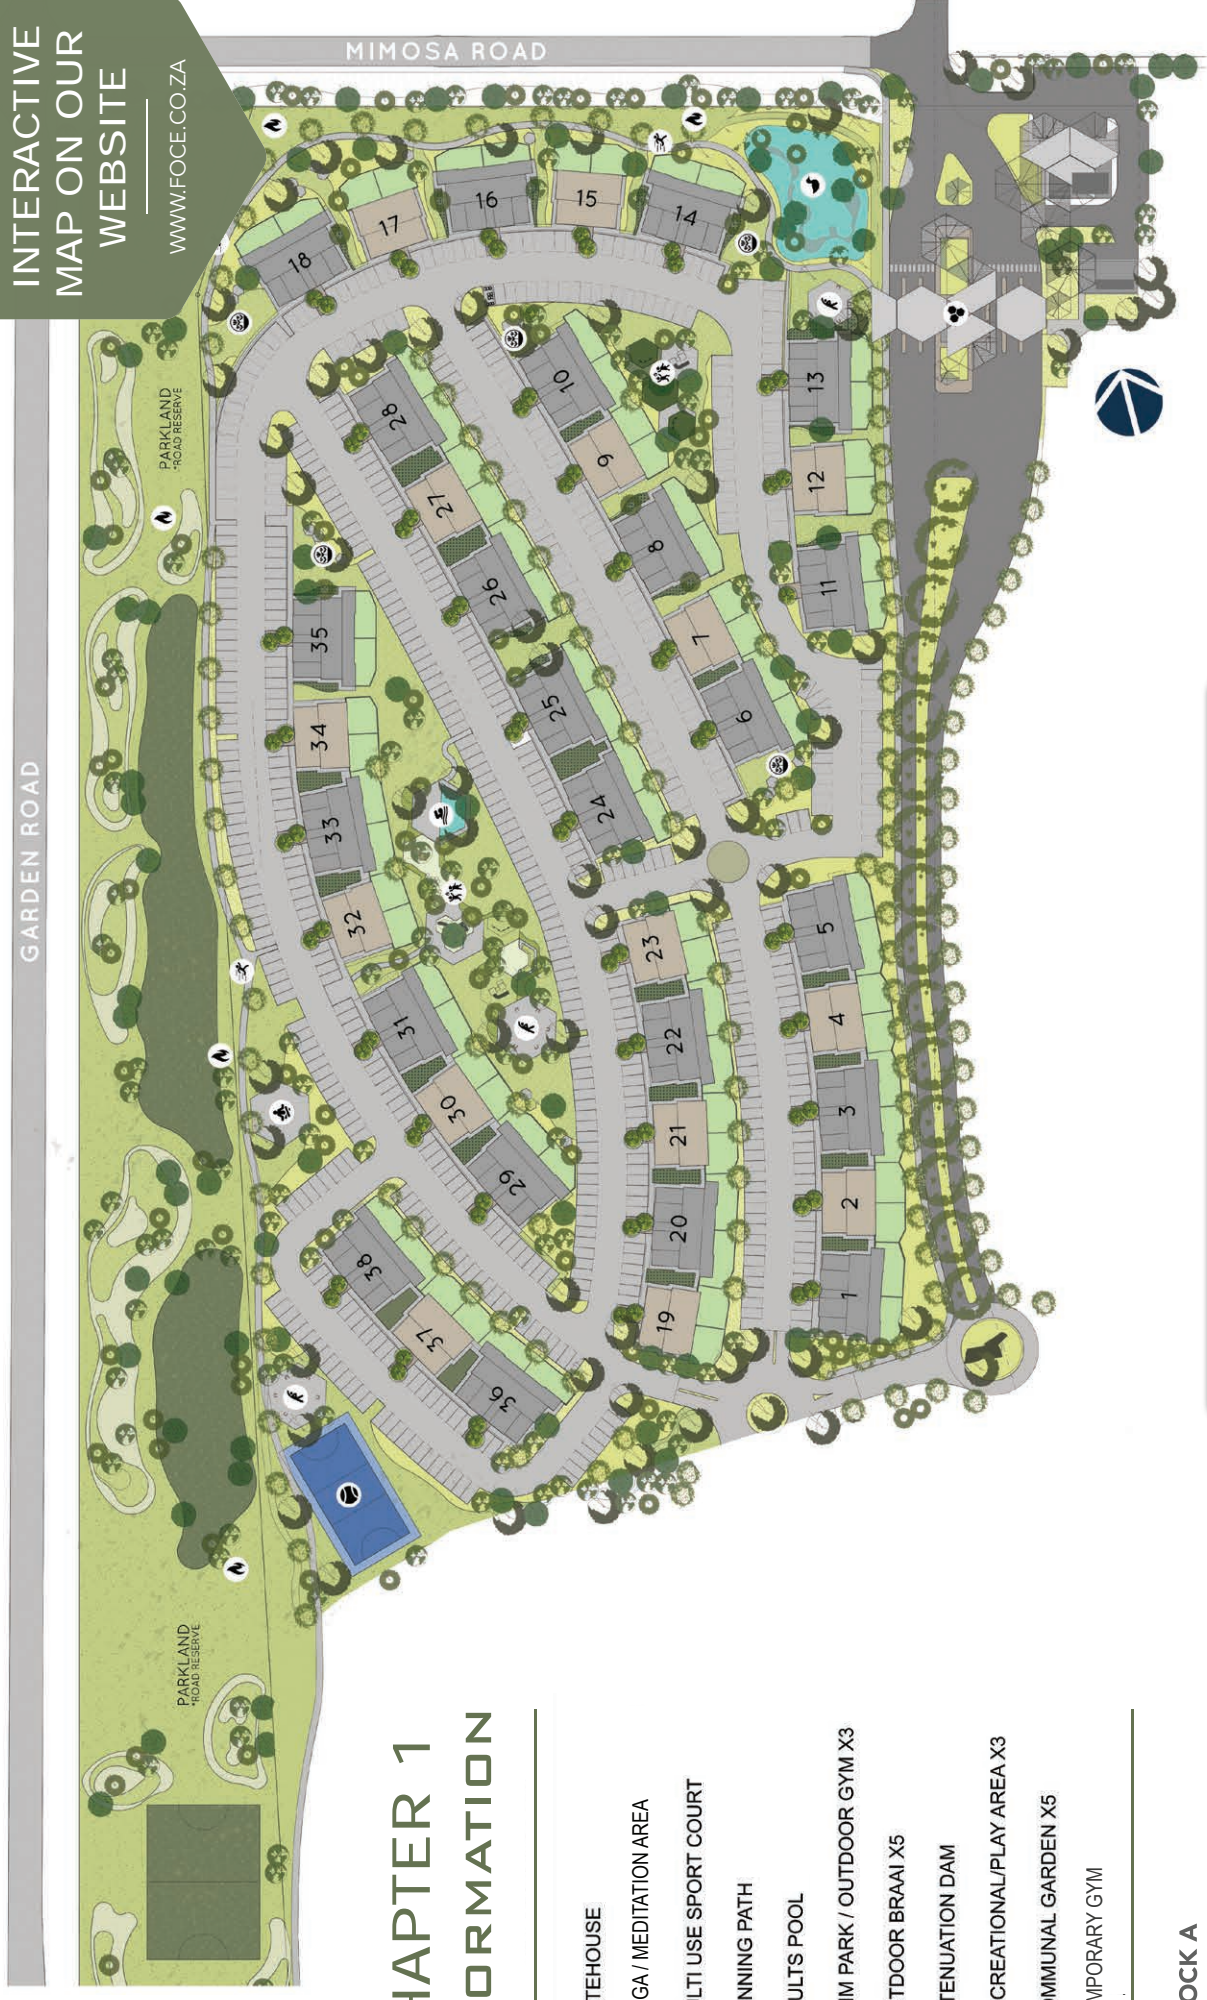 INTERACTIVE
MAP ON OUR
WEBSITE
WWW.FOCE.CO.ZA
MIMOSA ROAD
GARDEN ROAD
PARKLAND
*ROAD RESERVE
PARKLAND
*ROAD RESERVE
18
17
16
15
14
13
12
11
10
9
8
7
6
28
27
26
25
24
35
34
33
32
31
30
29
23
22
21
20
19
5
4
3
2
1
38
37
36
HAPTER 1
ORMATION
TEHOUSE
GA / MEDITATION AREA
LTI USE SPORT COURT
NNING PATH
ULTS POOL
M PARK / OUTDOOR GYM X3
TDOOR BRAAI X5
TENUATION DAM
CREATIONAL/PLAY AREA X3
MMUNAL GARDEN X5
MPORARY GYM
OCK A